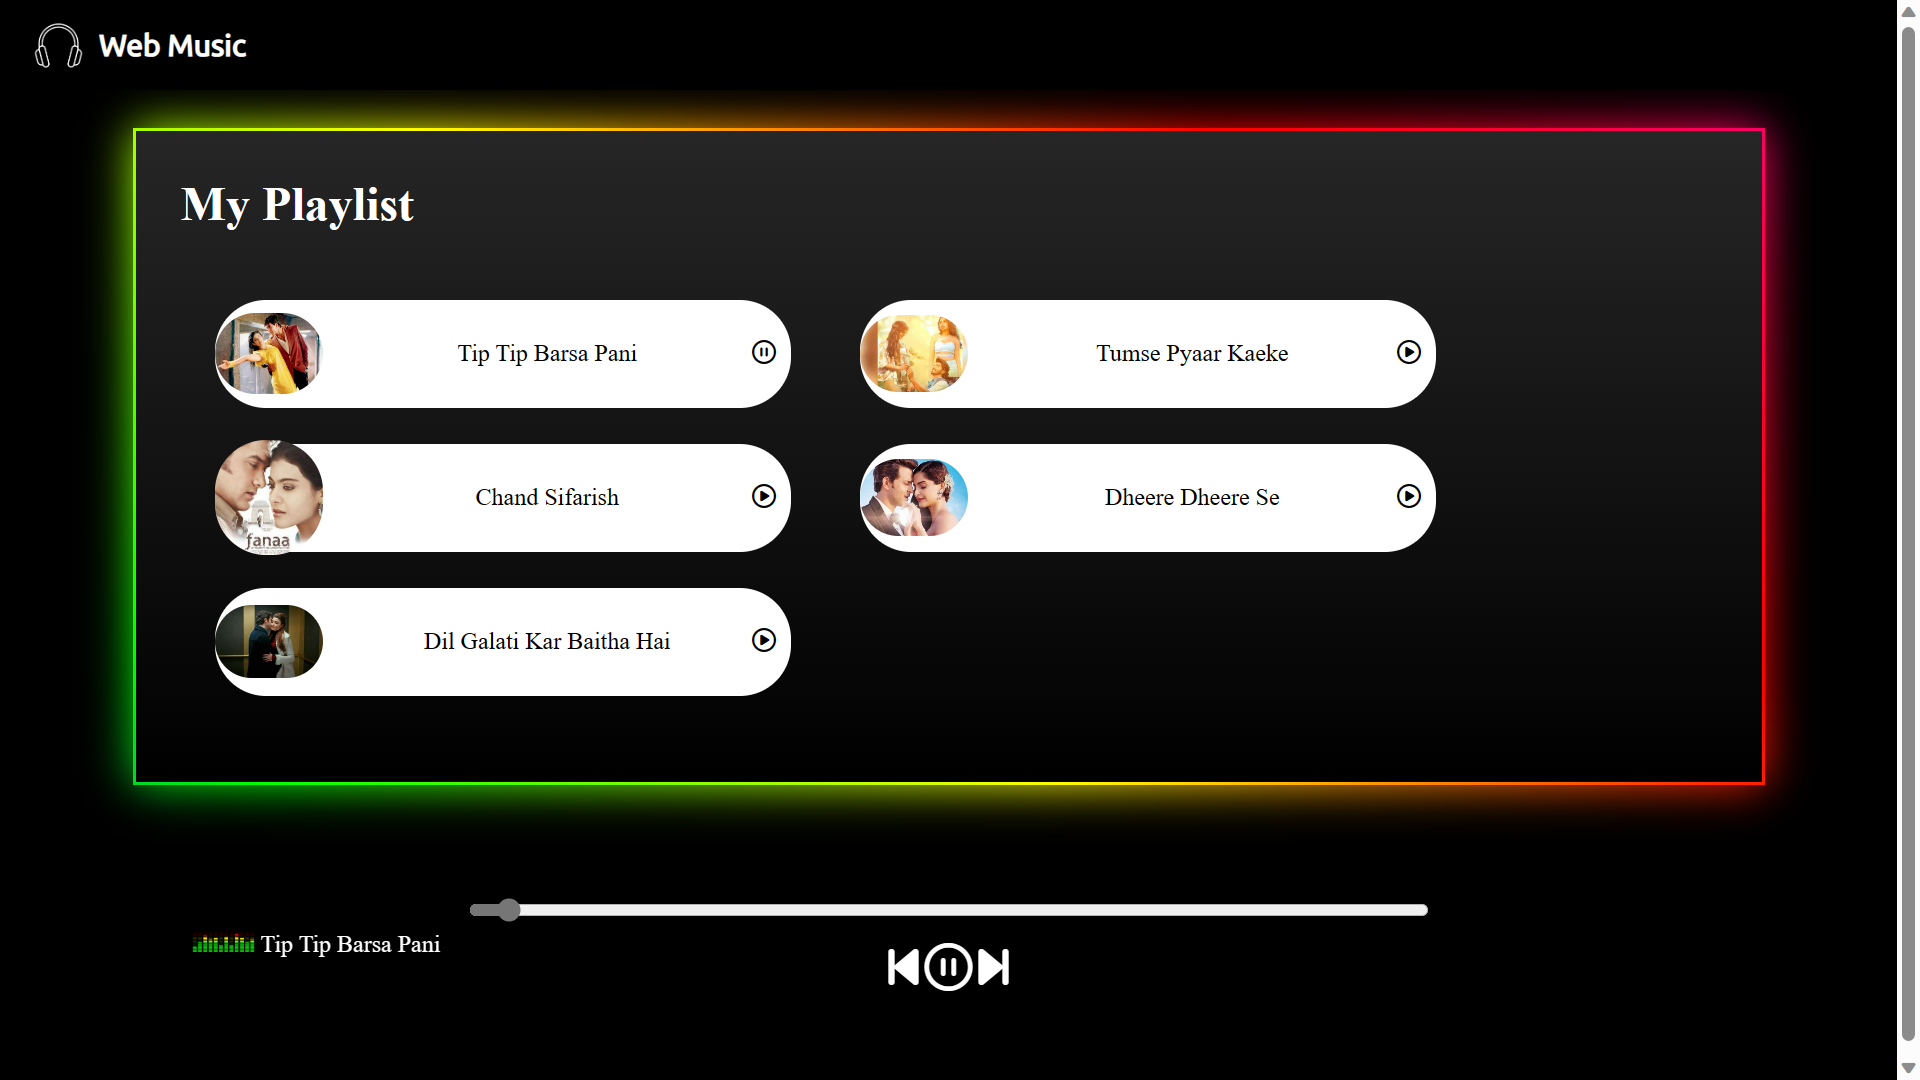 Web Music
My Playlist
Tip Tip Barsa Pani
Tumse Pyaar Kaeke
Chand Sifarish
fanaa
Dheere Dheere Se
Dil Galati Kar Baitha Hai
Tip Tip Barsa Pani